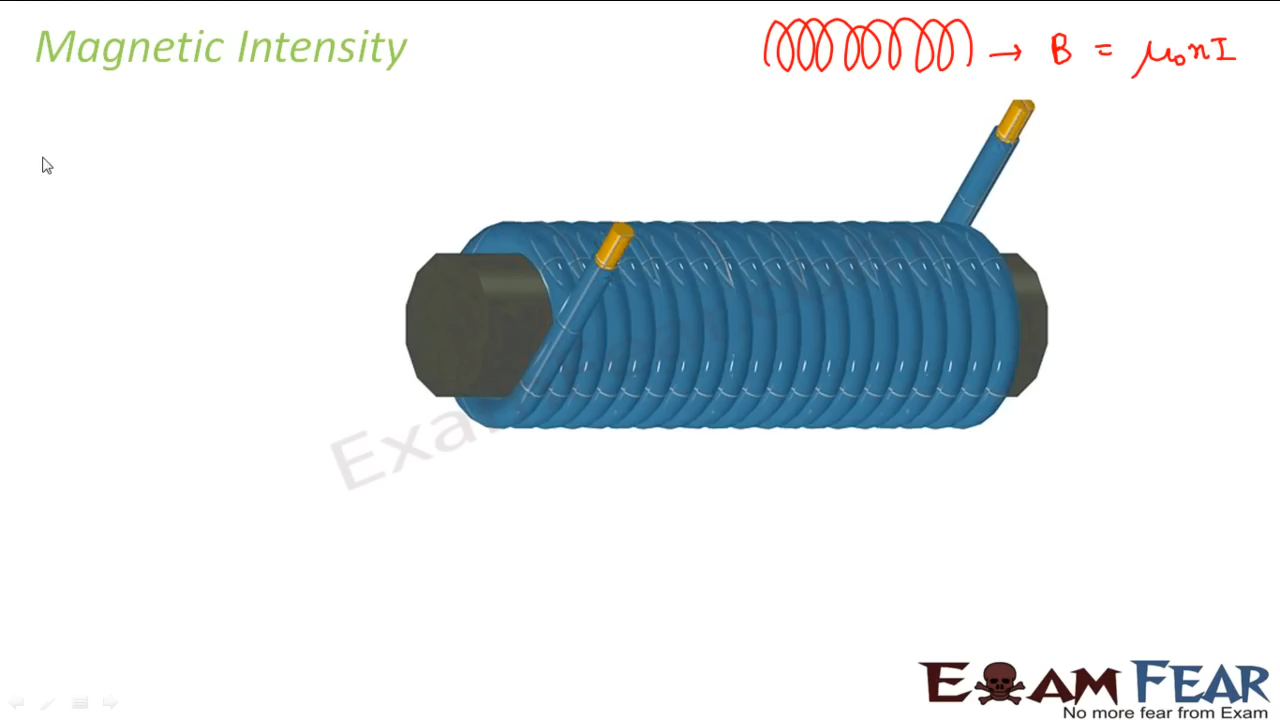 Magnetic Intensity
→ B = μ₀nI
EXAM FEAR
No more fear from Exam